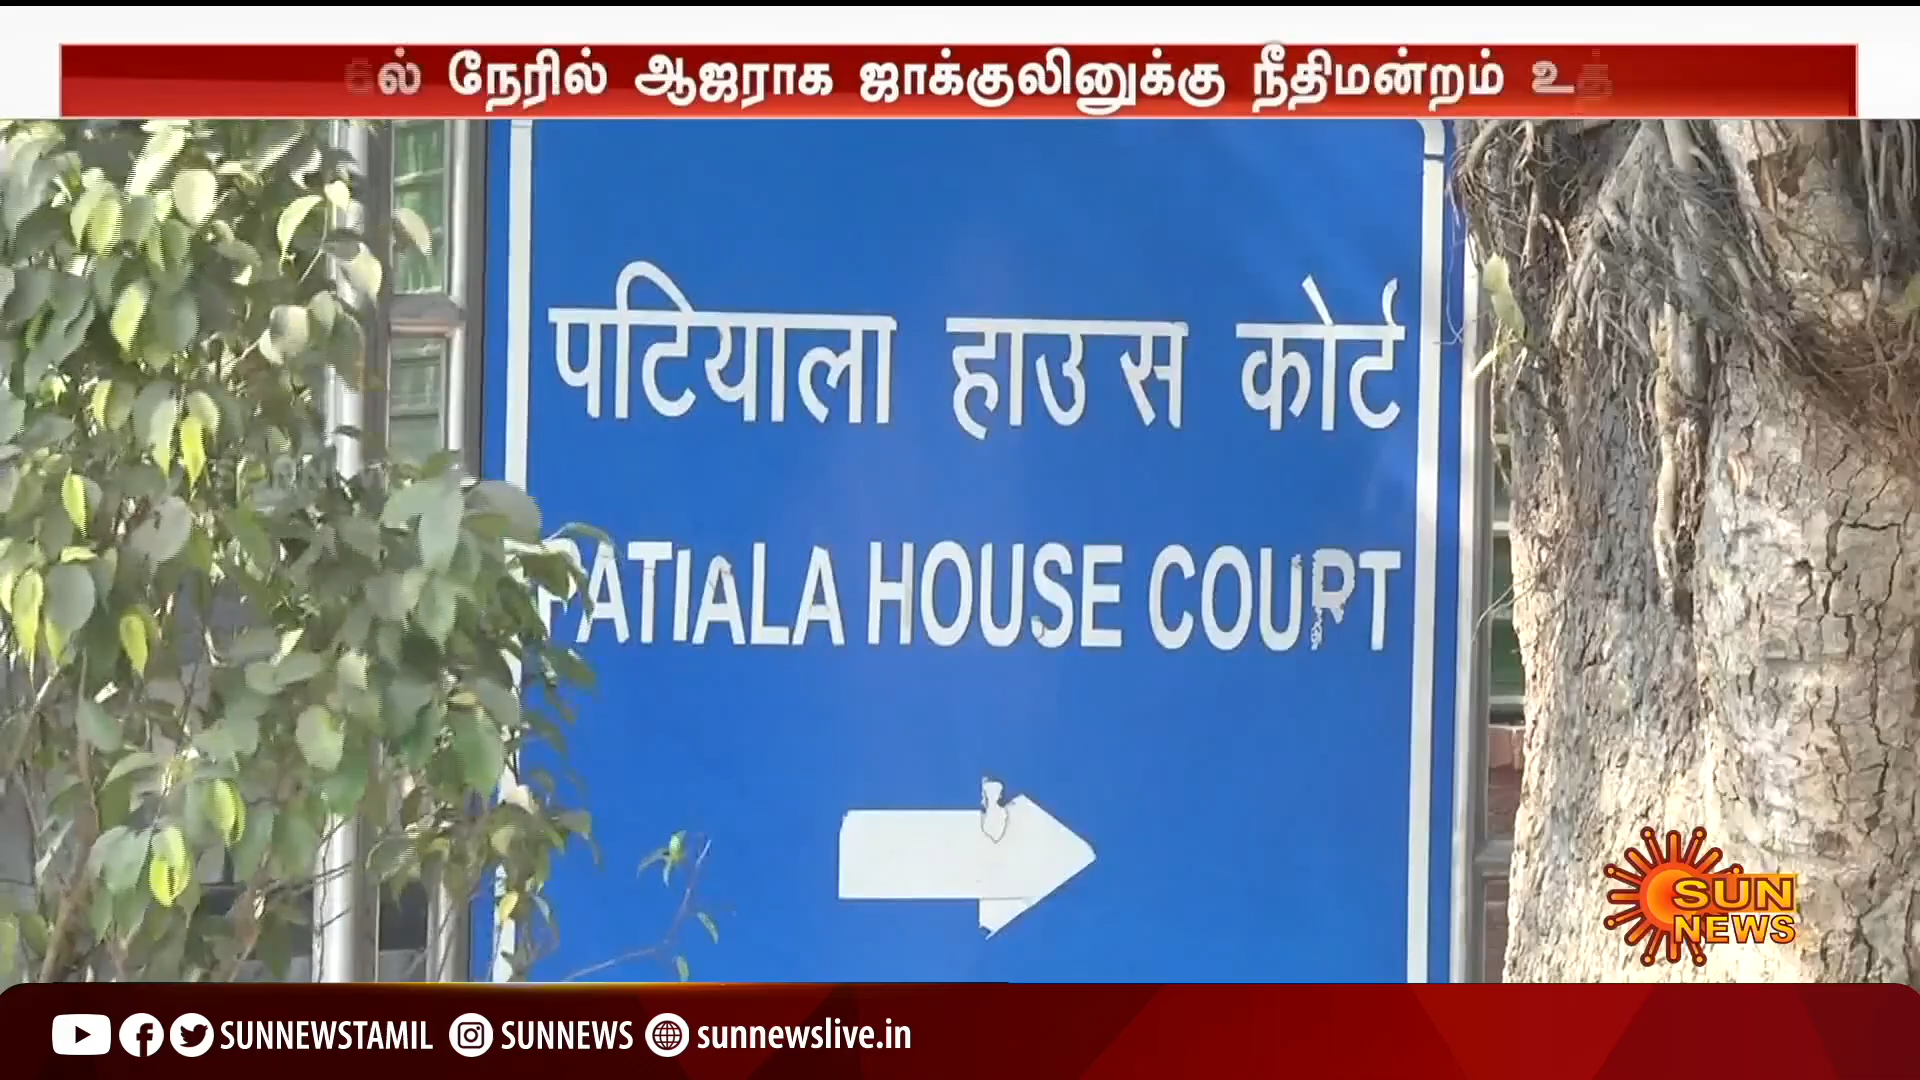 நேரில் ஆஜராக ஜாக்குலினுக்கு நீதிமன்றம்
पटियाला हाउस कोर्ट
PATIALA HOUSE COURT
SUN
NEWS
SUNNEWSTAMIL SUNNEWS sunnewslive.in